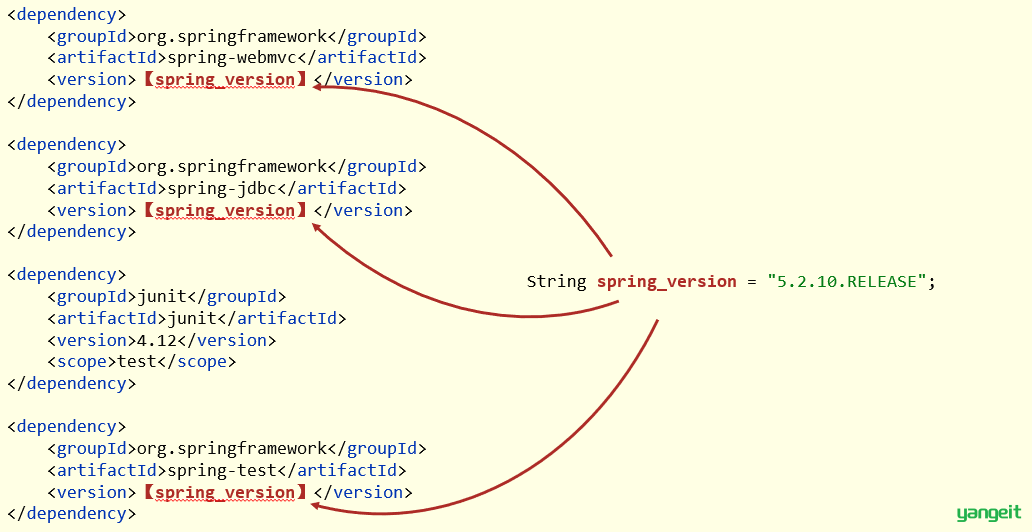 <dependency>
    <groupId>org.springframework</groupId>
    <artifactId>spring-webmvc</artifactId>
    <version>【spring_version】</version>
</dependency>
<dependency>
    <groupId>org.springframework</groupId>
    <artifactId>spring-jdbc</artifactId>
    <version>【spring_version】</version>
</dependency>
<dependency>
    <groupId>junit</groupId>
    <artifactId>junit</artifactId>
    <version>4.12</version>
    <scope>test</scope>
</dependency>
<dependency>
    <groupId>org.springframework</groupId>
    <artifactId>spring-test</artifactId>
    <version>【spring_version】</version>
</dependency>
String spring_version = "5.2.10.RELEASE";
yangeit